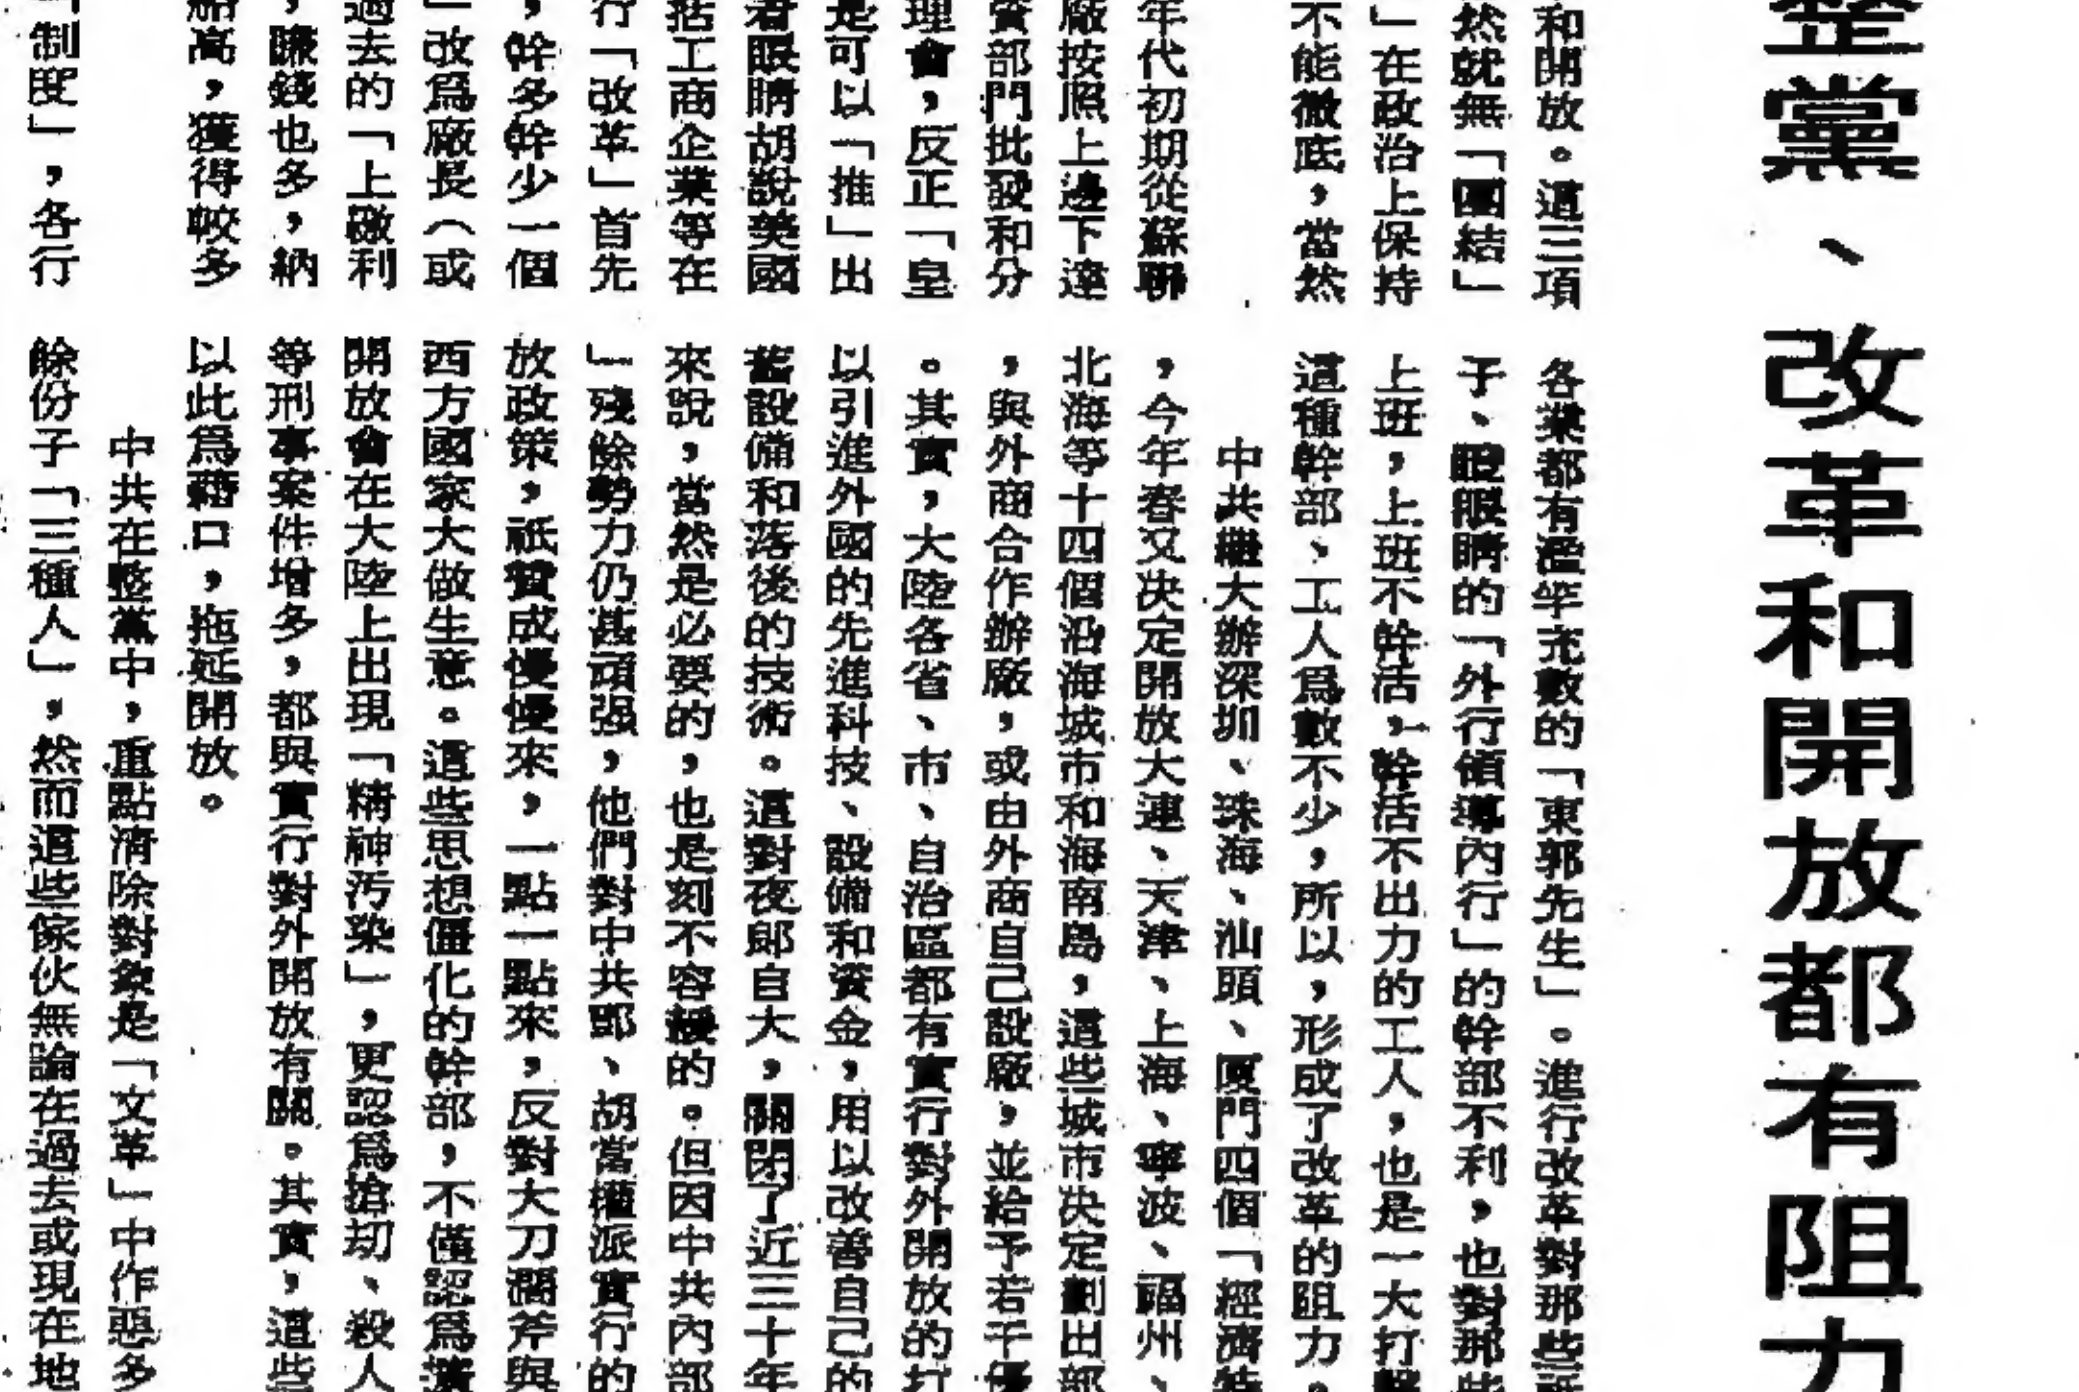 整黨、改革和開放都有阻力
和開放。這三項
然就無「團結」
」在政治上保持
不能徹底，當然
年代初期從蘇聯
廠按照上邊下達
資部門批發和分
理會，反正「皇
是可以「推」出
着眼睛胡說美國
括工商企業等在
行「改革」首先
，幹多幹少一個
」改爲廠長（或
過去的「上繳利
，賺錢也多，納
船高，獲得較多
制度」，各行
各業都有濫竽充數的「東郭先生」。進行改革對那些
子、瞪眼睛的「外行領導內行」的幹部不利，也對那些
上班，上班不幹活，幹活不出力的工人，也是一大打擊
這種幹部、工人爲數不少，所以，形成了改革的阻力。
中共繼大辦深圳、珠海、汕頭、厦門四個「經濟特
，今年春又决定開放大連、天津、上海、寧波、福州、
北海等十四個沿海城市和海南島，這些城市决定劃出部
，與外商合作辦廠，或由外商自己設廠，並給予若干優
。其實，大陸各省、市、自治區都有實行對外開放的打
以引進外國的先進科技、設備和資金，用以改善自己的
舊設備和落後的技術。這對夜郎自大，關閉了近三十年
來說，當然是必要的，也是刻不容緩的。但因中共內部
」殘餘勢力仍甚頑强，他們對中共鄧、胡當權派實行的
放政策，祇贊成慢慢來，一點一點來，反對大刀濶斧與
西方國家大做生意。這些思想僵化的幹部，不僅認爲
開放會在大陸上出現「精神汚染」，更認爲搶刧、殺人
等刑事案件增多，都與實行對外開放有關。其實，這些
以此爲藉口，拖延開放。
中共在整黨中，重點清除對象是「文革」中作惡多
餘份子「三種人」，然而這些傢伙無論在過去或現在地